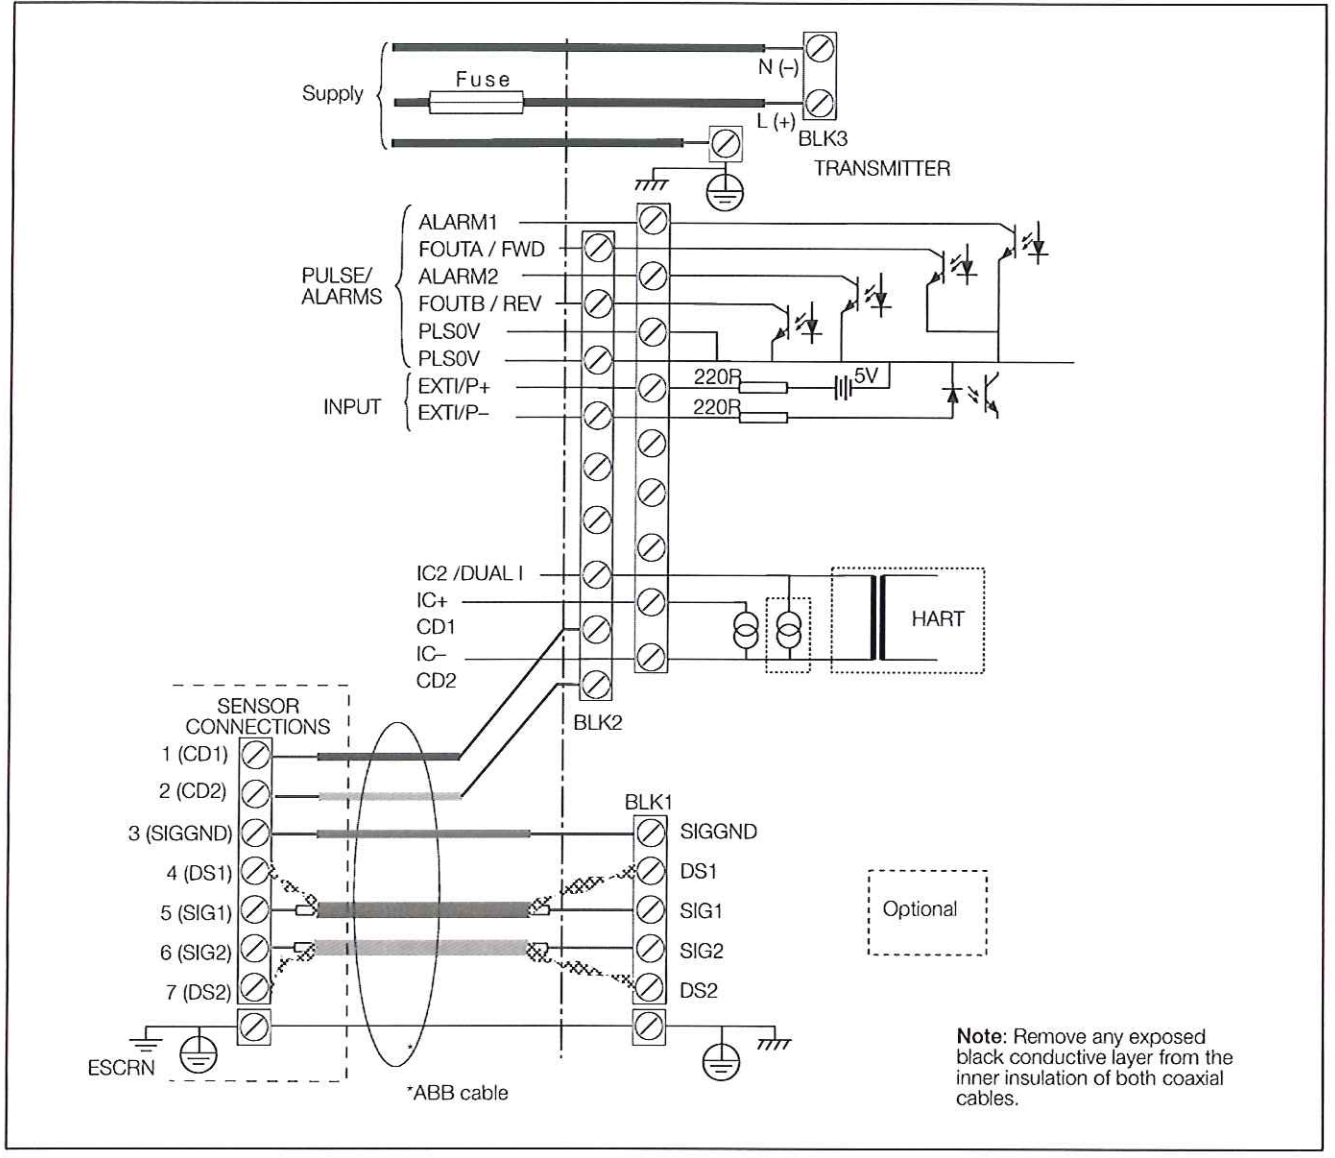 N (–)
Fuse
Supply
L (+)
BLK3
TRANSMITTER
ALARM1
FOUTA / FWD
PULSE/
ALARMS
ALARM2
FOUTB / REV
PLS0V
PLS0V
INPUT
EXTI/P+
EXTI/P–
220R
5V
220R
IC2 /DUAL I
IC+
CD1
IC–
CD2
HART
BLK2
SENSOR
CONNECTIONS
1 (CD1)
2 (CD2)
3 (SIGGND)
4 (DS1)
5 (SIG1)
6 (SIG2)
7 (DS2)
BLK1
SIGGND
DS1
SIG1
SIG2
DS2
Optional
ESCRN
*
*ABB cable
Note: Remove any exposed
black conductive layer from the
inner insulation of both coaxial
cables.